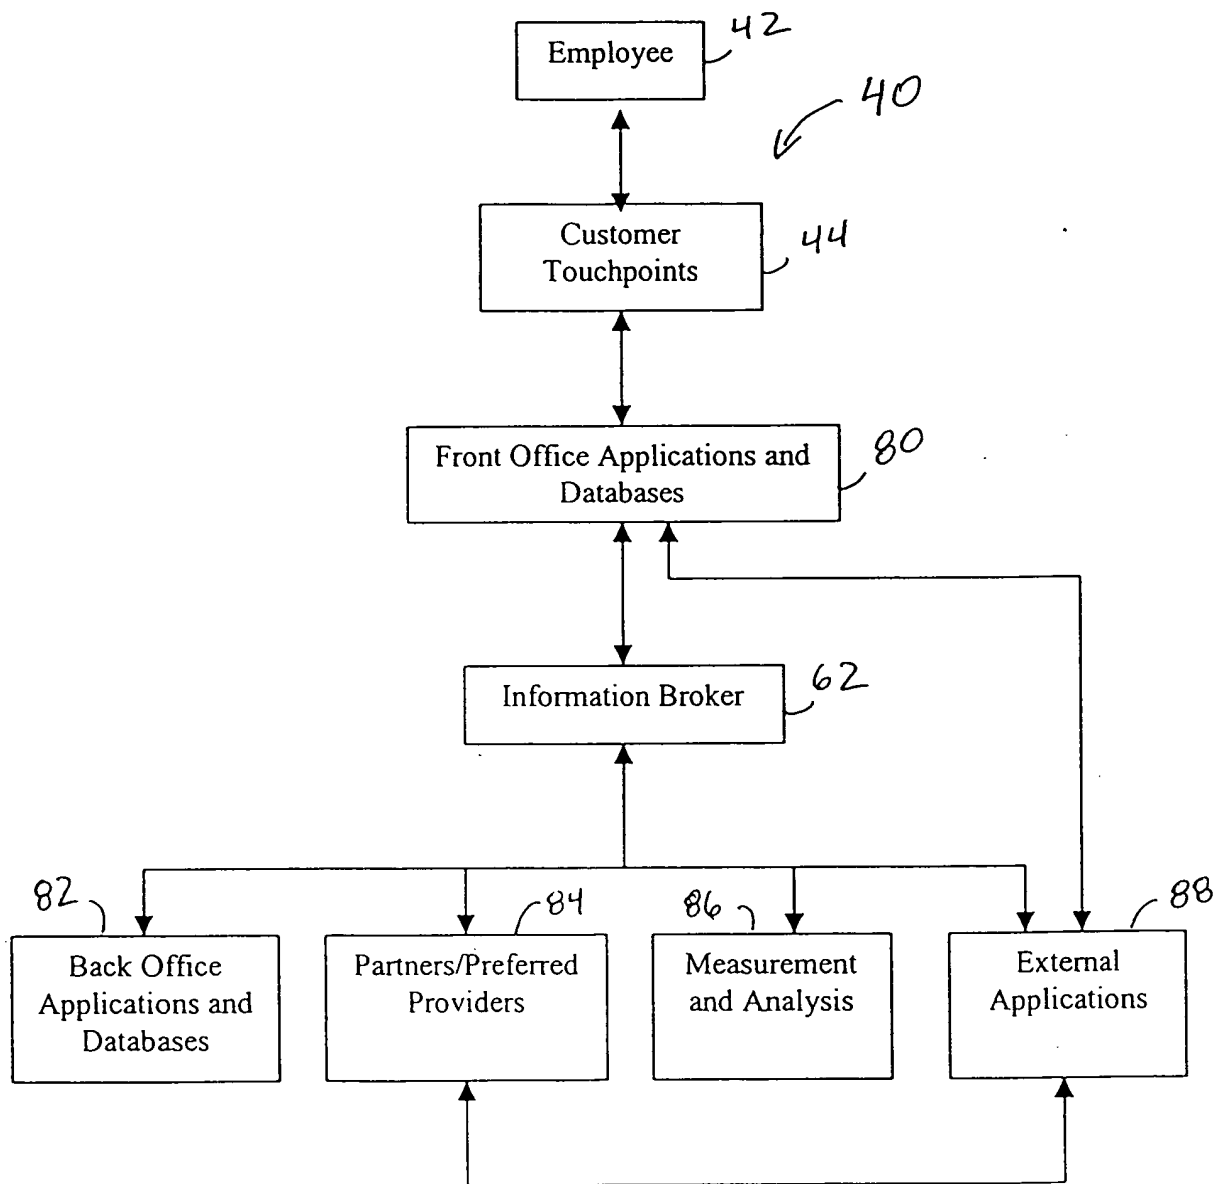 Employee
42
40
Customer
Touchpoints
44
Front Office Applications and
Databases
80
Information Broker
62
82
84
86
88
Back Office
Applications and
Databases
Partners/Preferred
Providers
Measurement
and Analysis
External
Applications